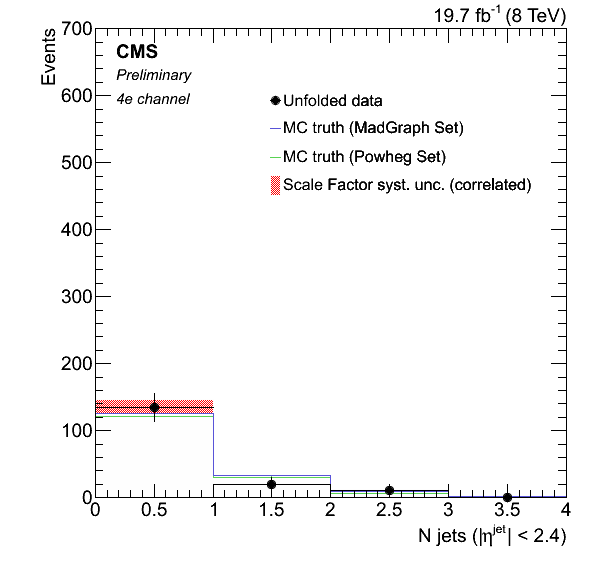 19.7 fb⁻¹ (8 TeV)
Events
700
600
500
400
300
200
100
0
CMS
Preliminary
4e channel
Unfolded data
MC truth (MadGraph Set)
MC truth (Powheg Set)
Scale Factor syst. unc. (correlated)
0 0.5 1 1.5 2 2.5 3 3.5 4
N jets (|η^jet| < 2.4)